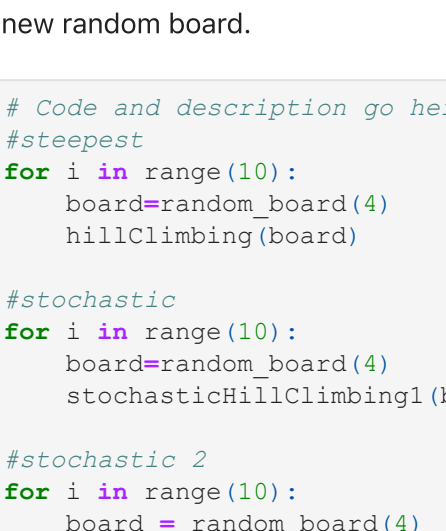 new random board.
# Code and description go
#steepest
for i in range(10):
    board=random_board(4)
    hillClimbing(board)
#stochastic
for i in range(10):
    board=random_board(4)
    stochasticHillClimbing1(
#stochastic 2
for i in range(10):
    board = random_board(4)